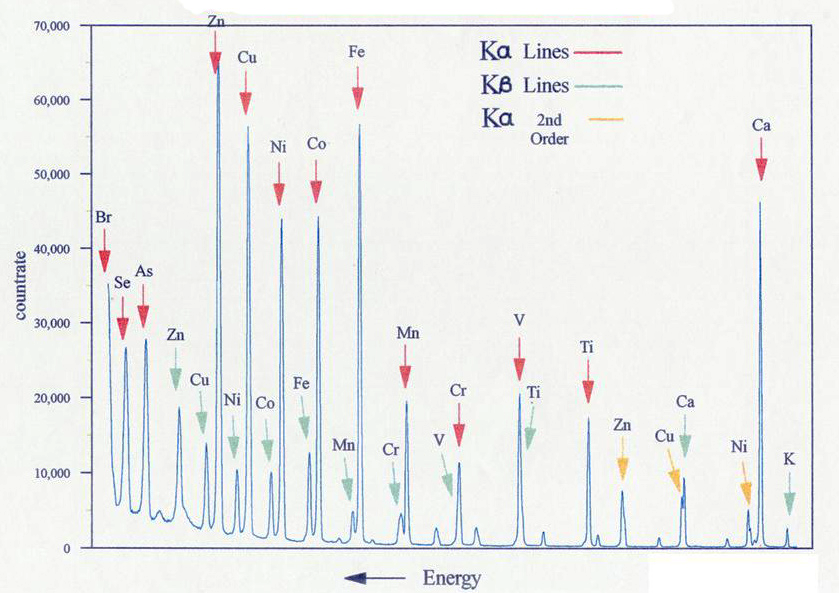 70,000
60,000
50,000
40,000
30,000
20,000
10,000
0
countrate
Kα Lines
Kβ Lines
Kα 2nd
Order
Br
Se
As
Zn
Cu
Zn
Ni
Cu
Co
Ni
Fe
Co
Mn
Fe
Cr
Mn
V
Cr
V
Ti
Ti
Zn
Cu
Ca
Ni
Ca
K
Energy